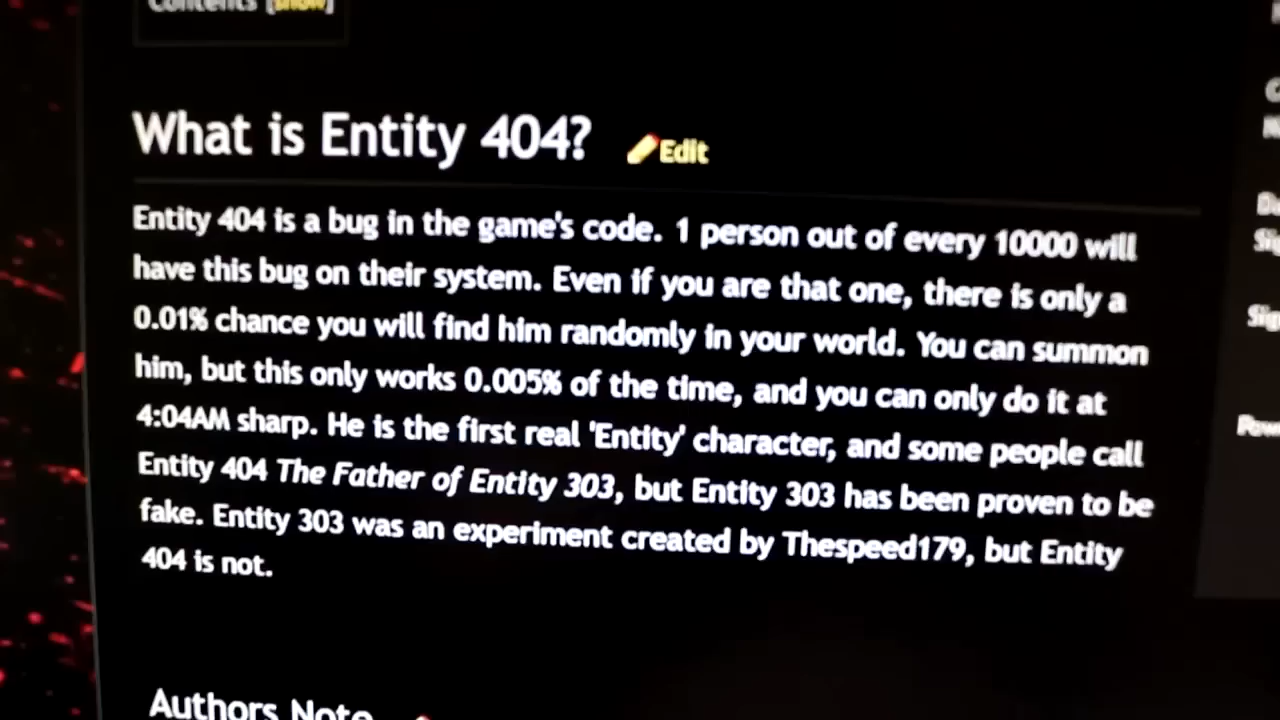 Contents [show]
What is Entity 404? Edit
Entity 404 is a bug in the game's code. 1 person out of every 10000 will
have this bug on their system. Even if you are that one, there is only a
0.01% chance you will find him randomly in your world. You can summon
him, but this only works 0.005% of the time, and you can only do it at
4:04AM sharp. He is the first real 'Entity' character, and some people call
Entity 404 The Father of Entity 303, but Entity 303 has been proven to be
fake. Entity 303 was an experiment created by Thespeed179, but Entity
404 is not.
Authors Note